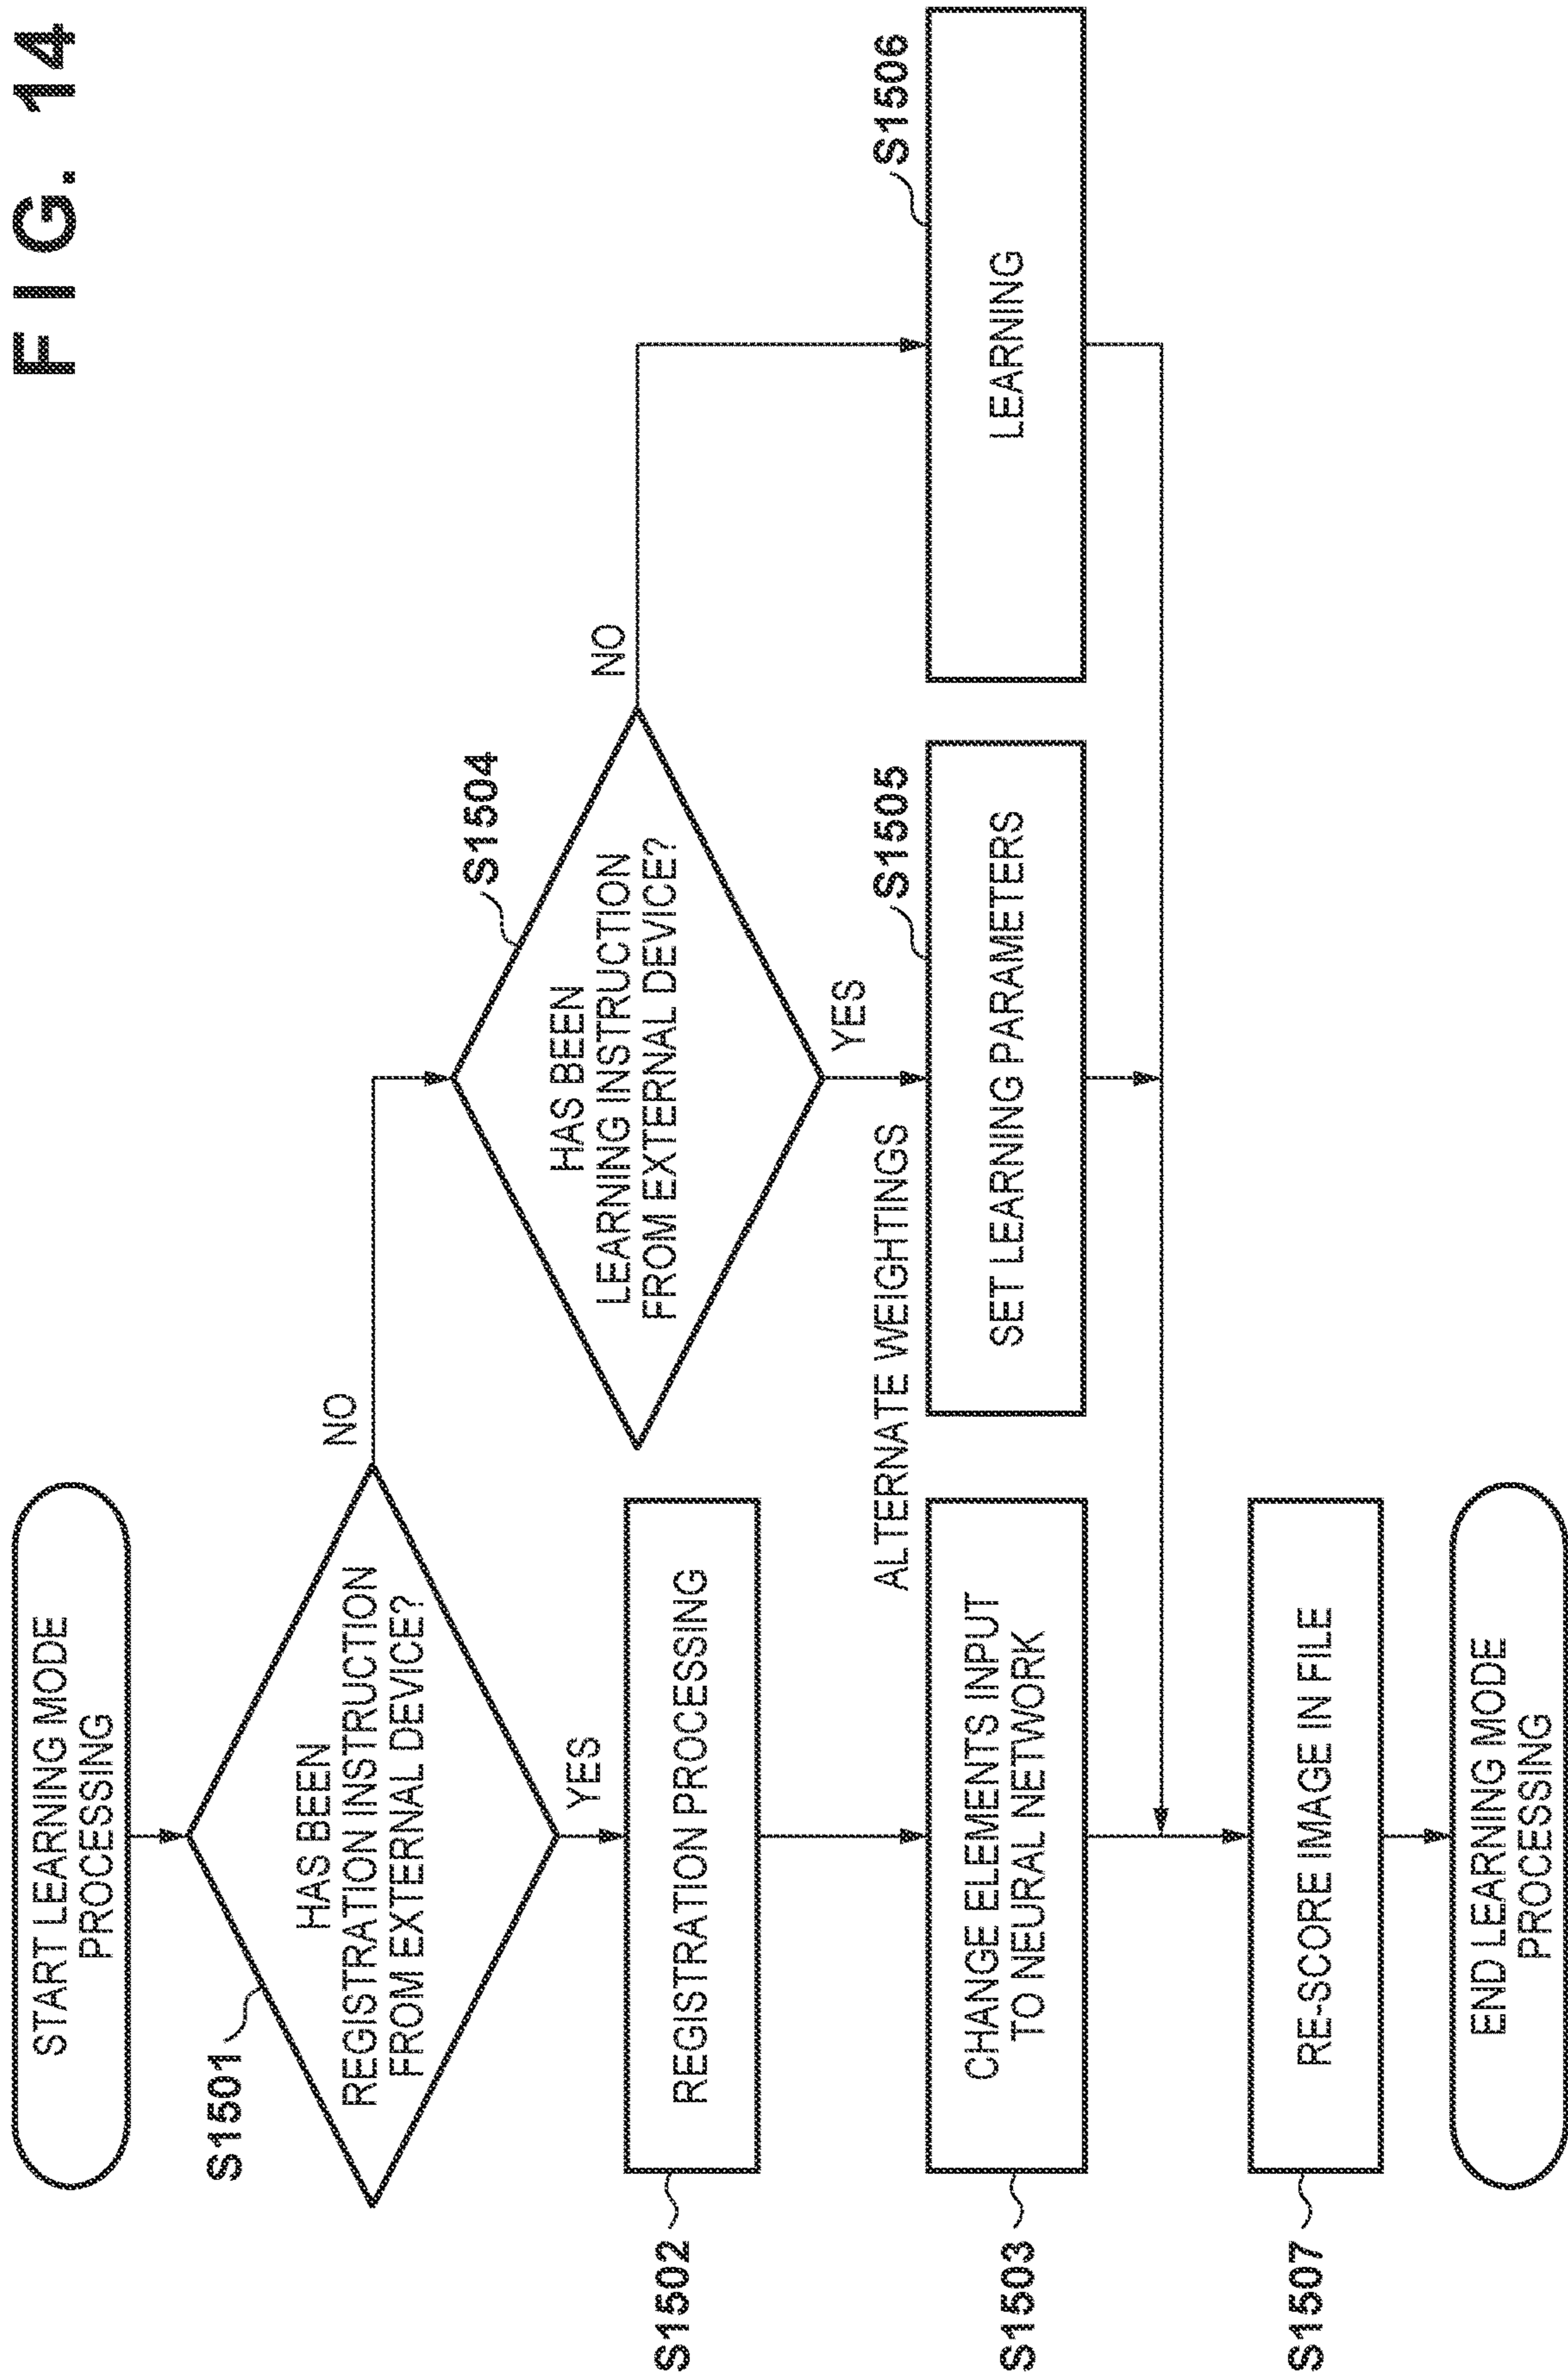 FIG. 14
START LEARNING MODE
PROCESSING
S1501
HAS BEEN
REGISTRATION INSTRUCTION
FROM EXTERNAL DEVICE?
NO
YES
S1504
HAS BEEN
LEARNING INSTRUCTION
FROM EXTERNAL DEVICE?
NO
YES
S1502
REGISTRATION PROCESSING
ALTERNATE WEIGHTINGS
S1503
CHANGE ELEMENTS INPUT
TO NEURAL NETWORK
S1505
SET LEARNING PARAMETERS
S1506
LEARNING
S1507
RE-SCORE IMAGE IN FILE
END LEARNING MODE
PROCESSING